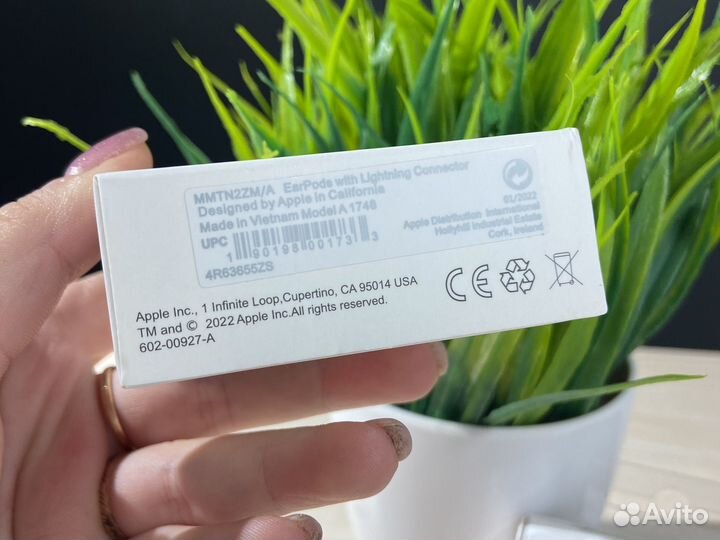 MMTN2ZM/A EarPods with Lightning Connector
Designed by Apple in California
Made in Vietnam Model A 1748
UPC
1 90198 00173 3
4R63655ZS
01/2022
Apple Distribution International
Hollyhill Industrial Estate
Cork, Ireland
Apple Inc., 1 Infinite Loop,Cupertino, CA 95014 USA
TM and © 2022 Apple Inc.All rights reserved.
602-00927-A
CE
Avito